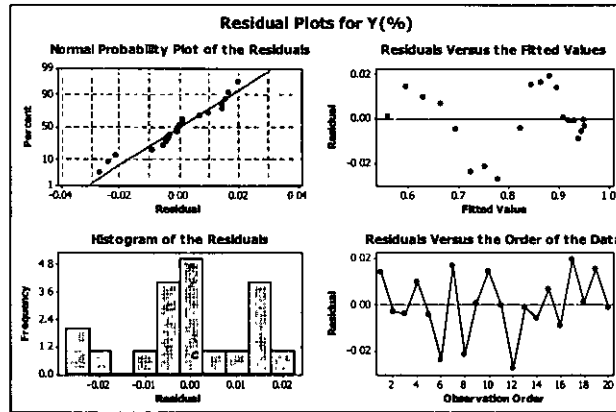 Residual Plots for Y(%)
Normal Probability Plot of the Residuals
Percent
99
90
50
10
1
-0.04 -0.02 0.00 0.02 0.04
Residual
Residuals Versus the Fitted Values
Residual
0.02
0.00
-0.02
0.6 0.7 0.8 0.9 1.0
Fitted Value
Histogram of the Residuals
Frequency
4.8
3.6
2.4
1.2
0.0
-0.02 -0.01 0.00 0.01 0.02
Residual
Residuals Versus the Order of the Data
Residual
0.02
0.00
-0.02
2 4 6 8 10 12 14 16 18 20
Observation Order